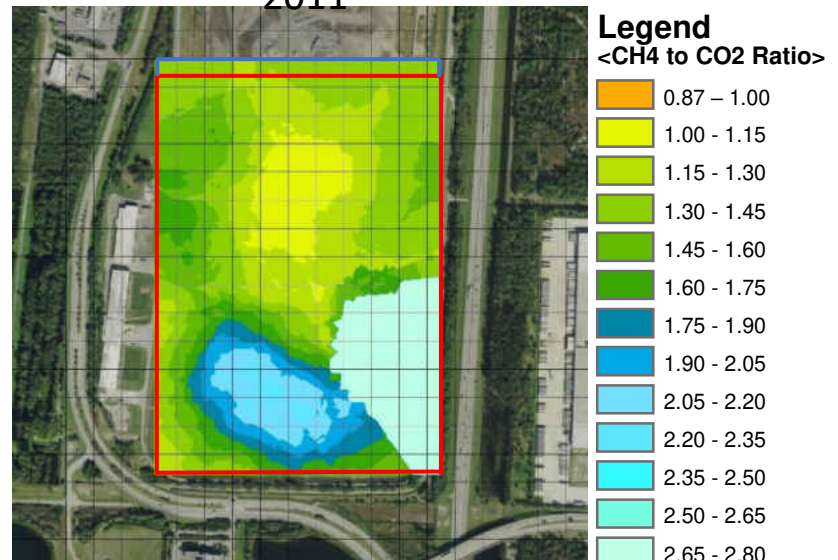 2011
Legend
<CH4 to CO2 Ratio>
0.87 – 1.00
1.00 - 1.15
1.15 - 1.30
1.30 - 1.45
1.45 - 1.60
1.60 - 1.75
1.75 - 1.90
1.90 - 2.05
2.05 - 2.20
2.20 - 2.35
2.35 - 2.50
2.50 - 2.65
2.65 - 2.80